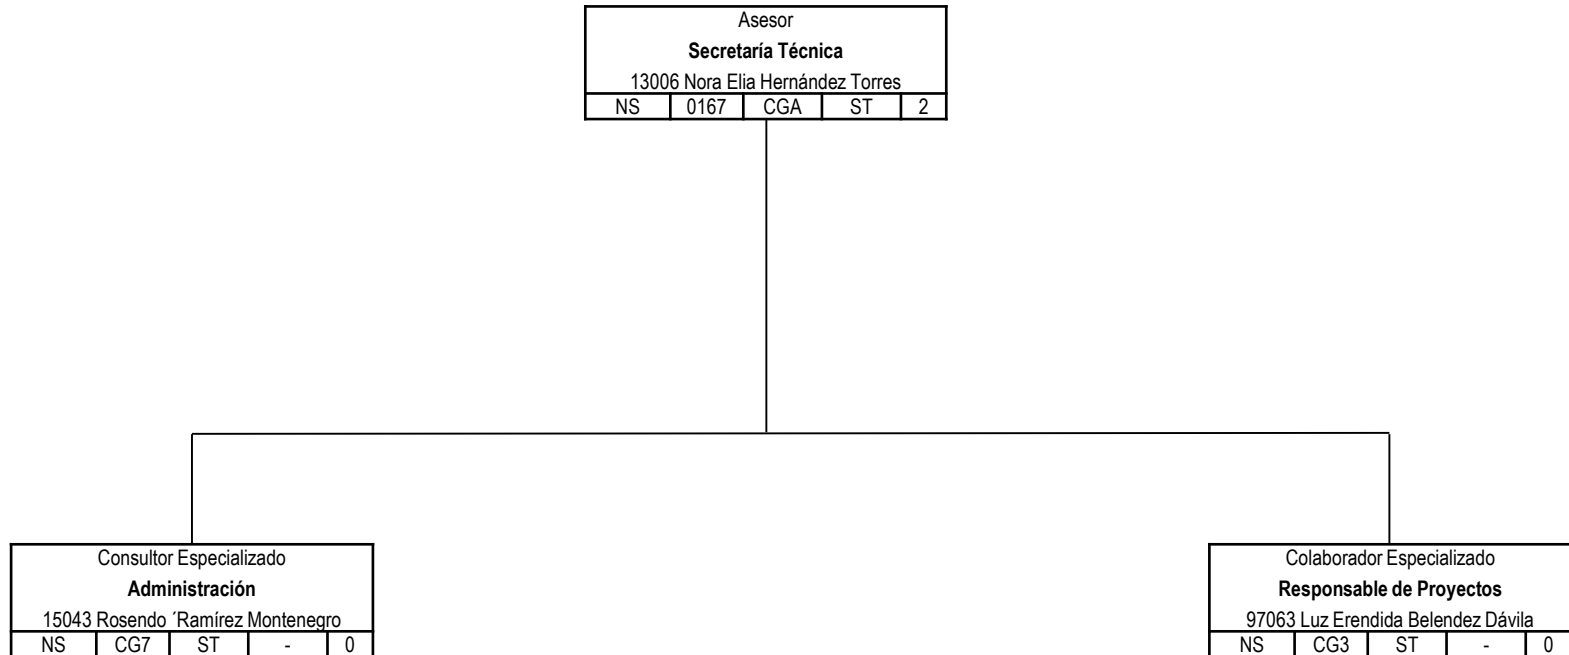 Asesor
Secretaría Técnica
13006 Nora Elia Hernández Torres
NS 0167 CGA ST 2
Consultor Especializado
Administración
15043 Rosendo ´Ramírez Montenegro
NS CG7 ST - 0
Colaborador Especializado
Responsable de Proyectos
97063 Luz Erendida Belendez Dávila
NS CG3 ST - 0